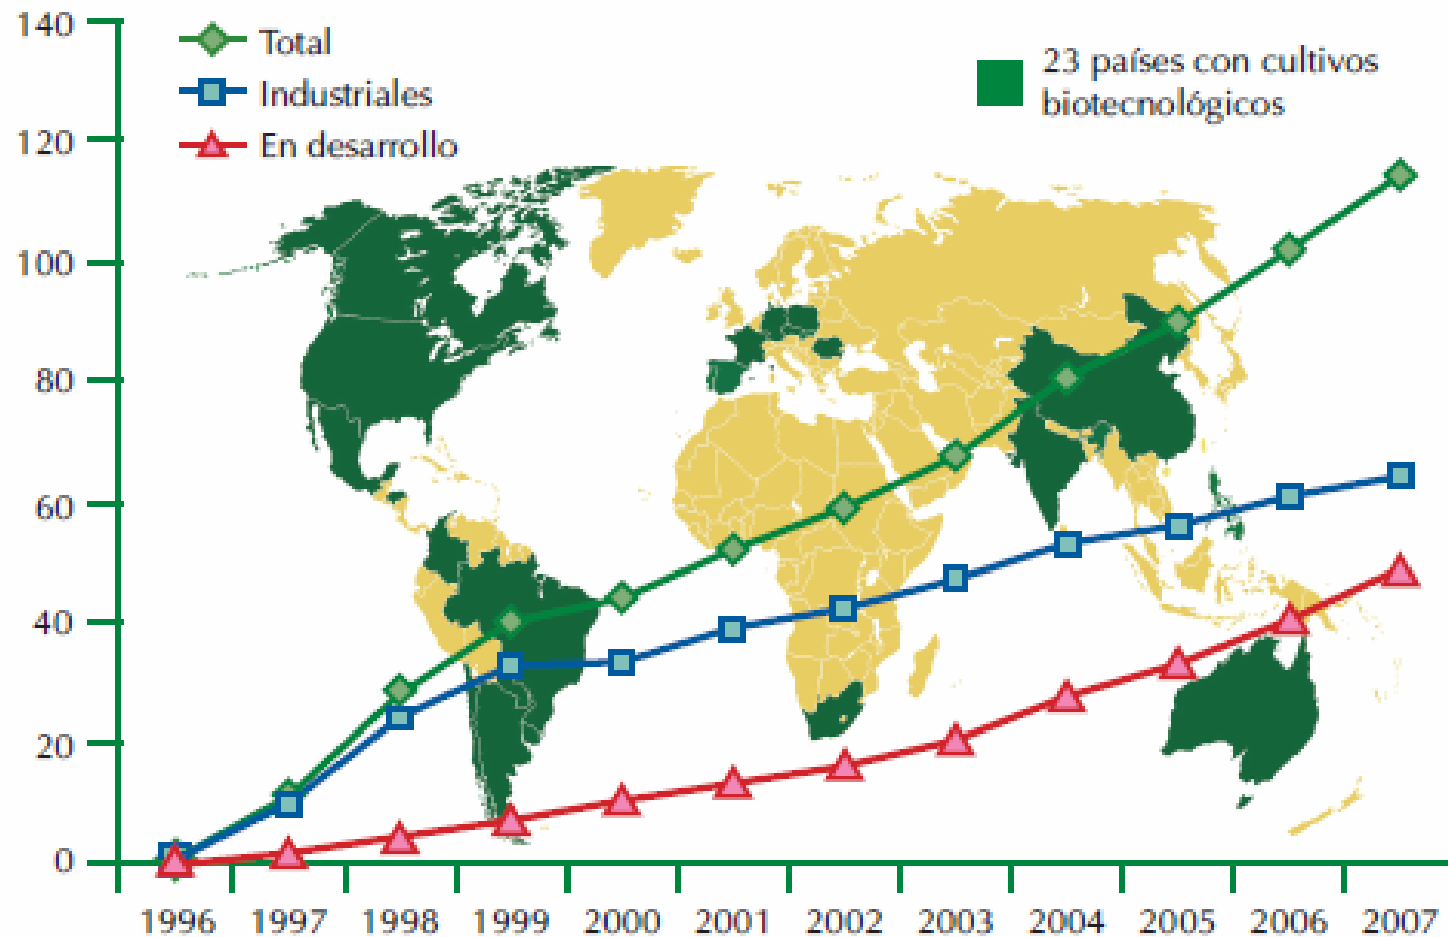 140
120
100
80
60
40
20
0
Total
Industriales
En desarrollo
23 países con cultivos
biotecnológicos
1996 1997 1998 1999 2000 2001 2002 2003 2004 2005 2006 2007